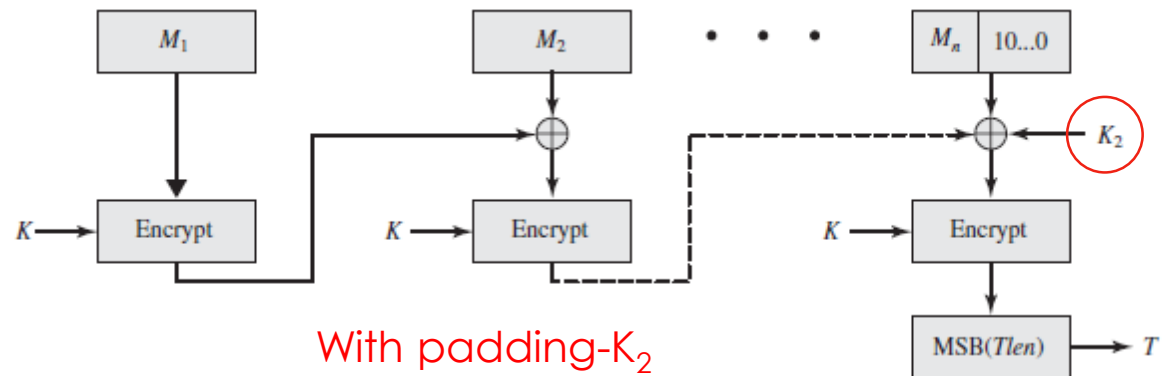 M₁
M₂
• • •
Mₙ 10...0
K₂
K Encrypt
K Encrypt
K Encrypt
With padding-K₂
MSB(Tlen) T